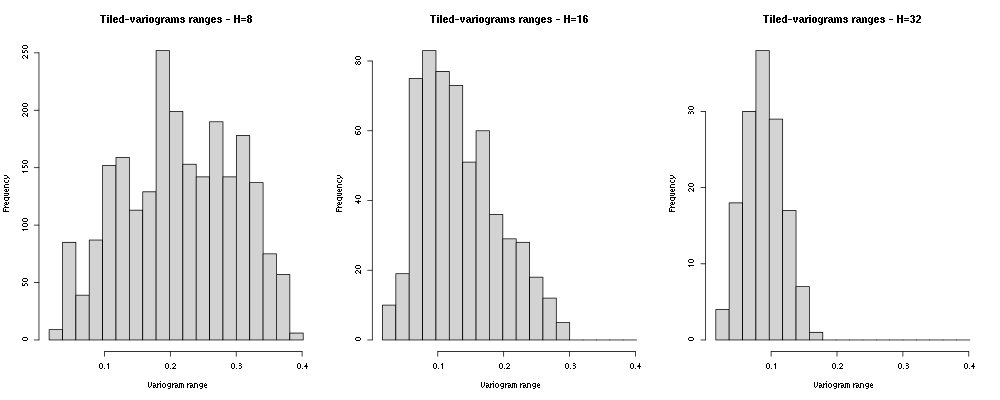 Tiled-variograms ranges - H=8
Frequency
0
50
100
150
200
250
0.1 0.2 0.3 0.4
Variogram range
Tiled-variograms ranges - H=16
Frequency
0
20
40
60
80
0.1 0.2 0.3 0.4
Variogram range
Tiled-variograms ranges - H=32
Frequency
0
10
20
30
0.1 0.2 0.3 0.4
Variogram range